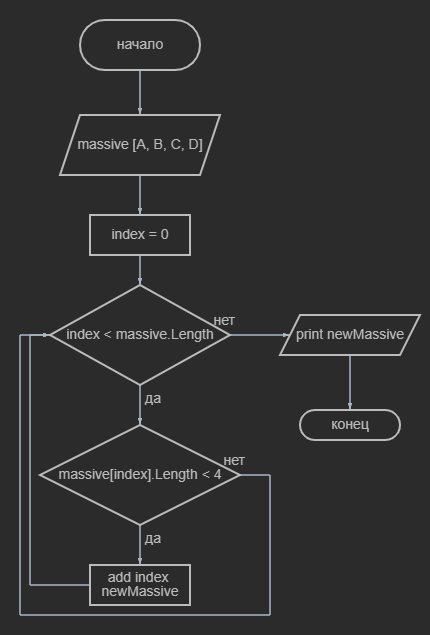 начало
massive [A, B, C, D]
index = 0
index < massive.Length
нет
print newMassive
да
конец
massive[index].Length < 4
нет
да
add index
newMassive